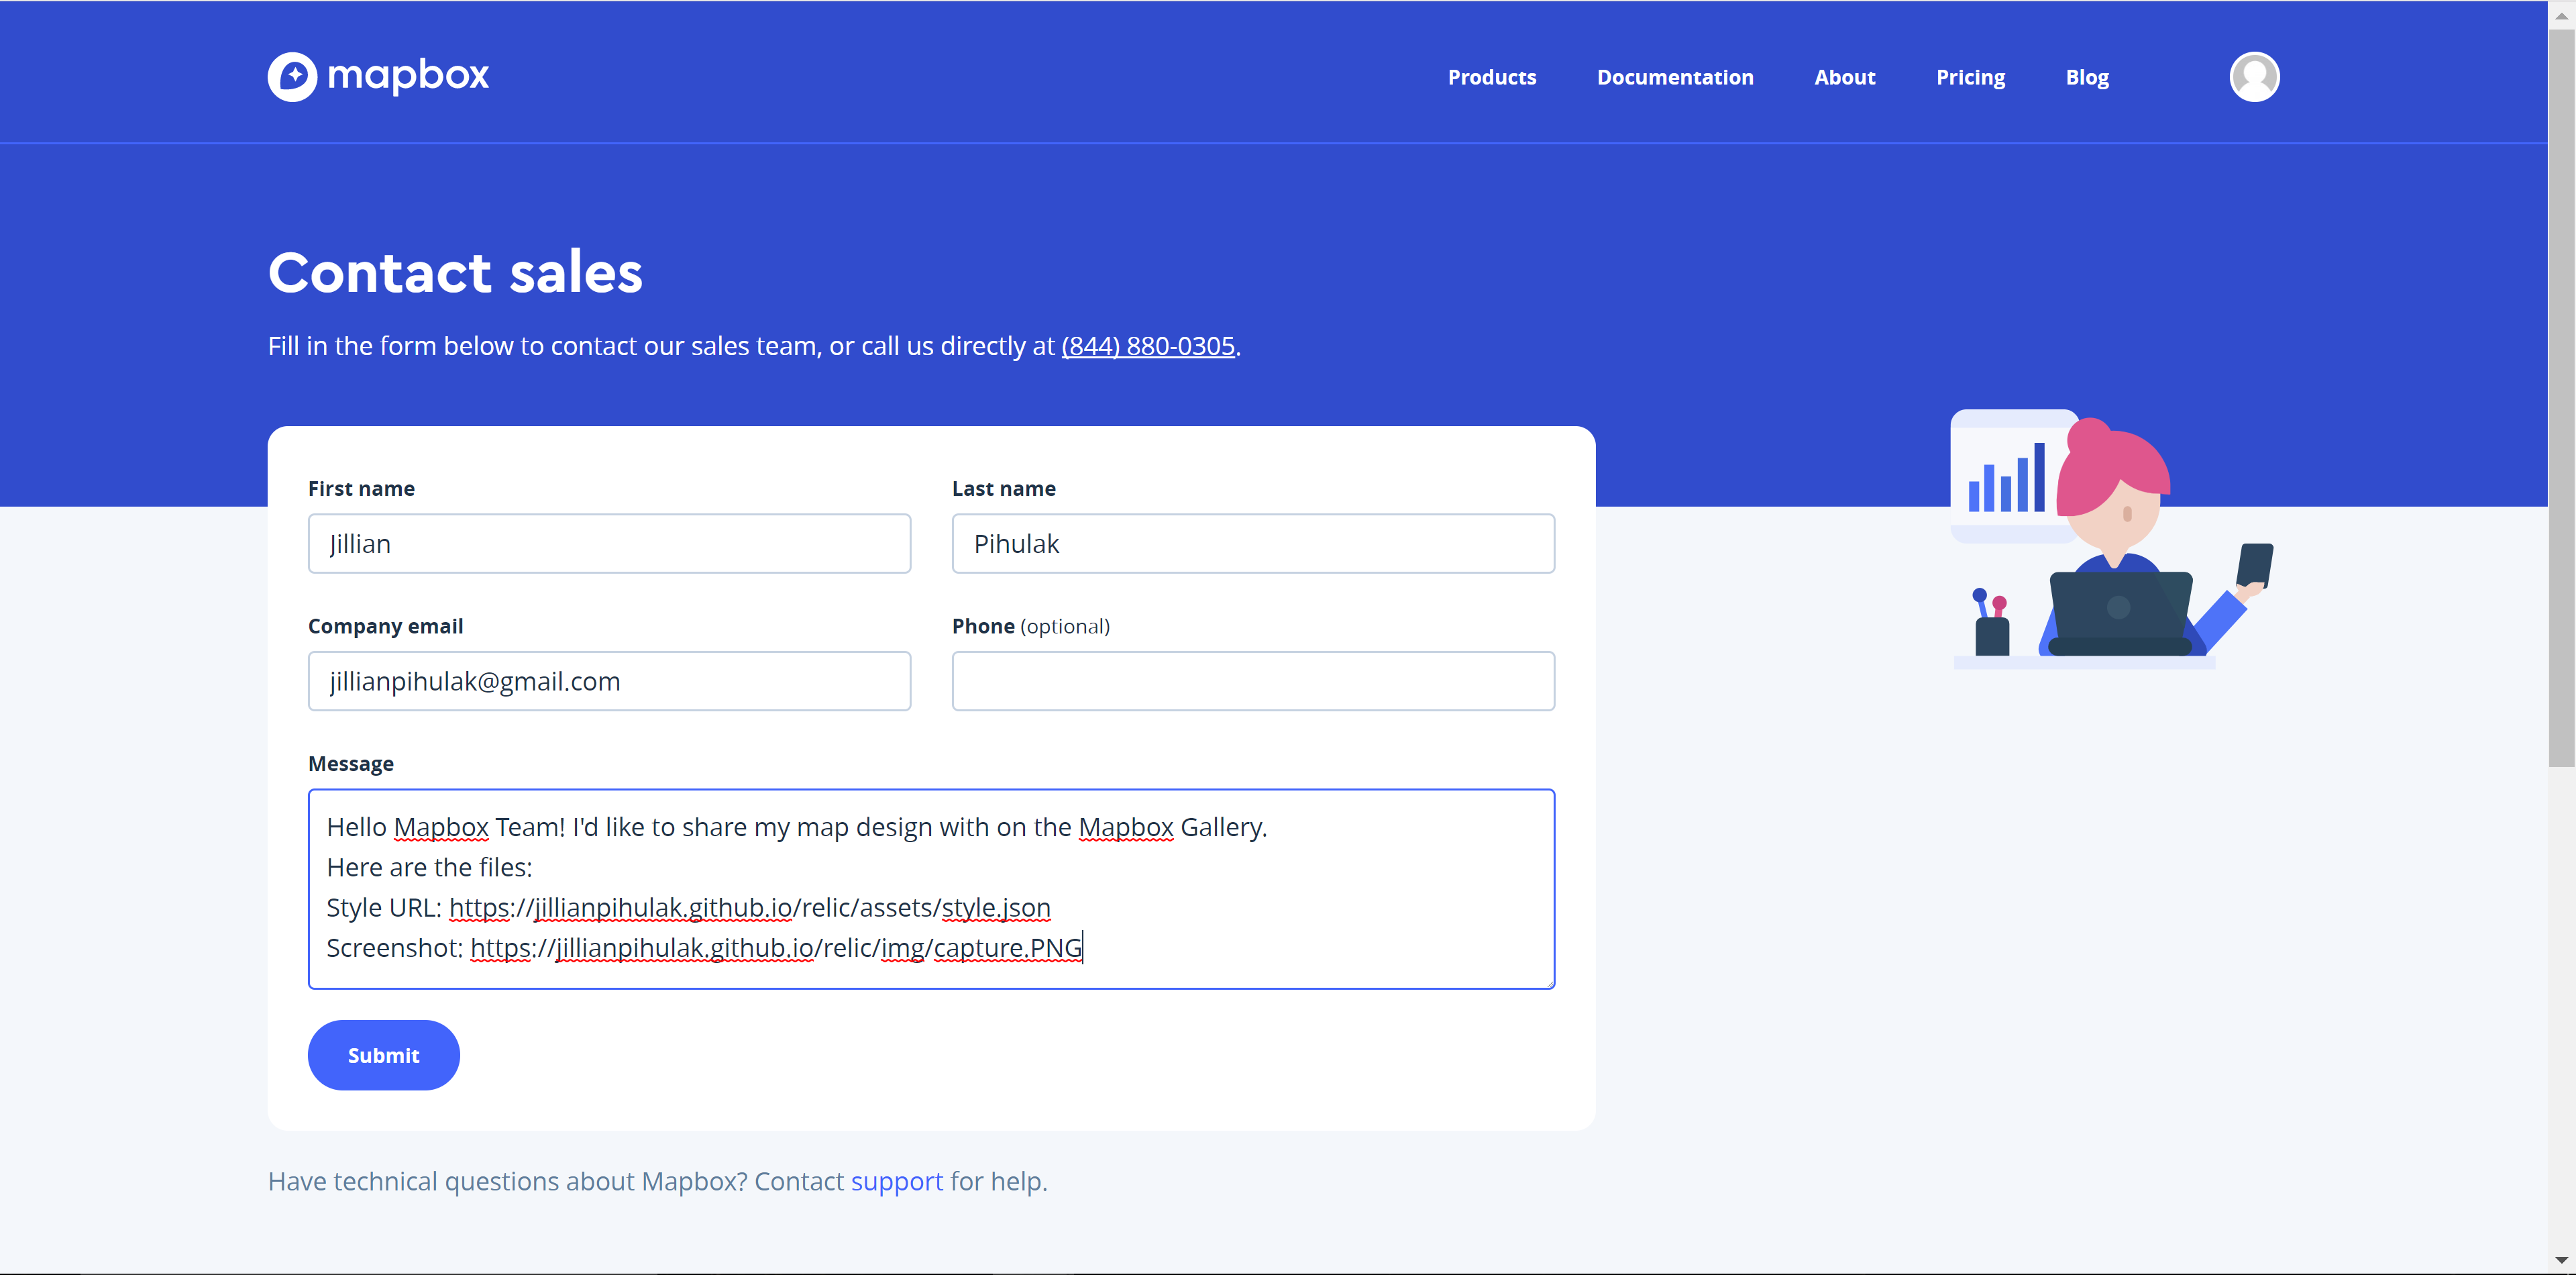 mapbox
Products Documentation About Pricing Blog
Contact sales
Fill in the form below to contact our sales team, or call us directly at (844) 880-0305.
First name
Last name
Jillian
Pihulak
Company email
Phone (optional)
jillianpihulak@gmail.com
Message
Hello Mapbox Team! I'd like to share my map design with on the Mapbox Gallery.
Here are the files:
Style URL: https://jillianpihulak.github.io/relic/assets/style.json
Screenshot: https://jillianpihulak.github.io/relic/img/capture.PNG
Submit
Have technical questions about Mapbox? Contact support for help.